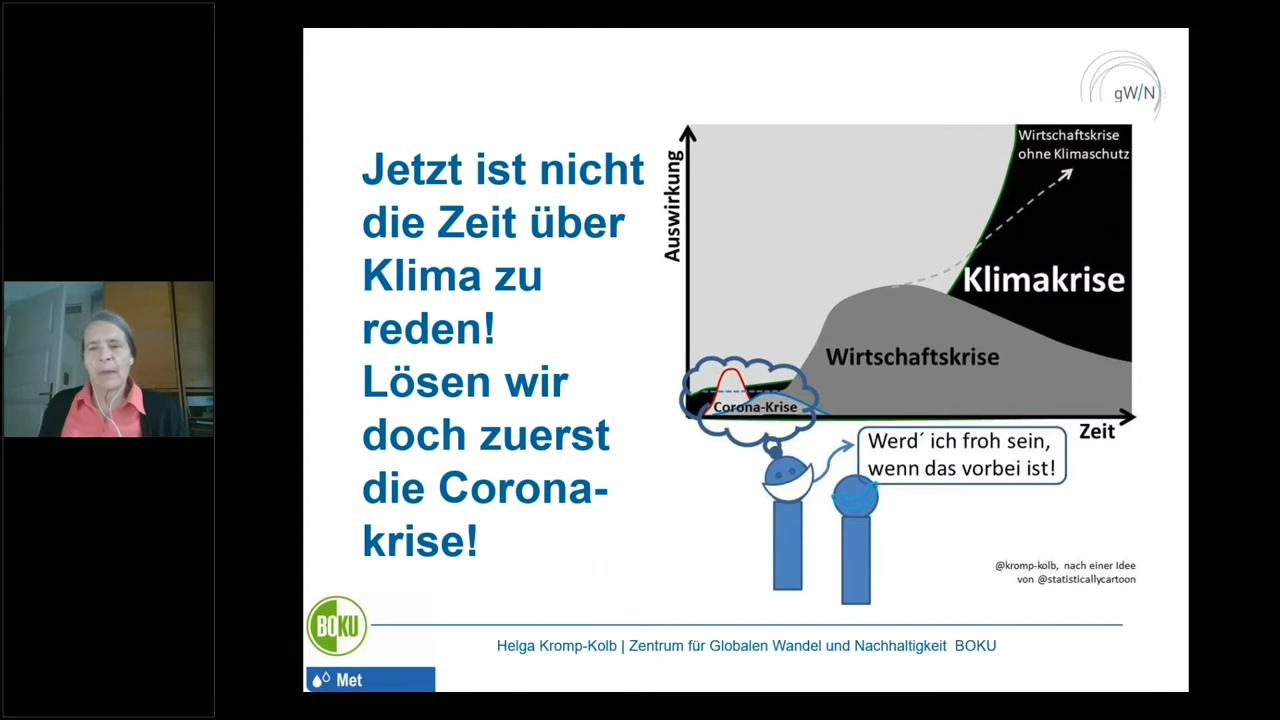 gW/N
Jetzt ist nicht
die Zeit über
Klima zu
reden!
Lösen wir
doch zuerst
die Corona-
krise!
Auswirkung
Wirtschaftskrise
ohne Klimaschutz
Klimakrise
Wirtschaftskrise
Corona-Krise
Zeit
Werd´ ich froh sein,
wenn das vorbei ist!
@kromp-kolb, nach einer Idee
von @statisticallycartoon
BOKU
Helga Kromp-Kolb | Zentrum für Globalen Wandel und Nachhaltigkeit BOKU
Met